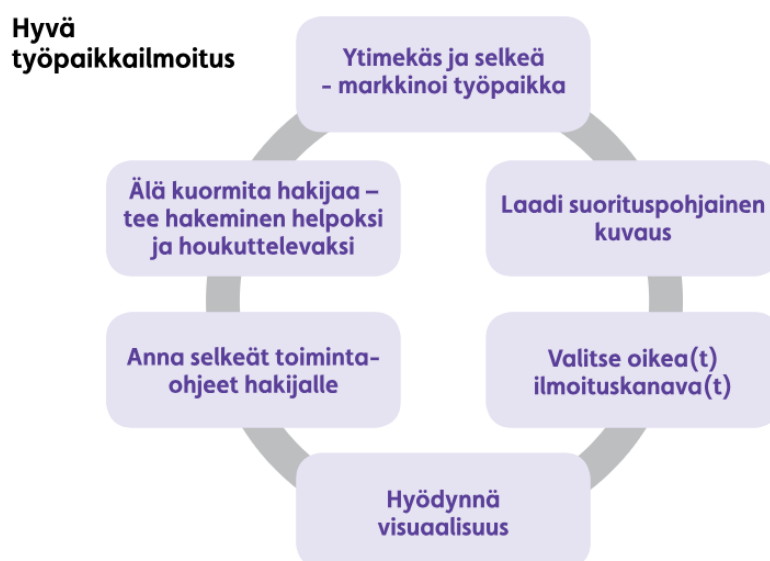 Hyvä
työpaikkailmoitus
Ytimekäs ja selkeä
- markkinoi työpaikka
Laadi suorituspohjainen
kuvaus
Valitse oikea(t)
ilmoituskanava(t)
Hyödynnä
visuaalisuus
Anna selkeät toiminta-
ohjeet hakijalle
Älä kuormita hakijaa –
tee hakeminen helpoksi
ja houkuttelevaksi